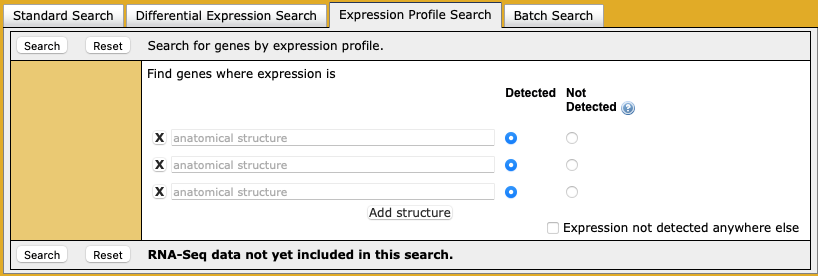 Standard Search Differential Expression Search Expression Profile Search Batch Search
Search Reset Search for genes by expression profile.
Find genes where expression is
Detected Not
Detected ?
X anatomical structure
X anatomical structure
X anatomical structure
Add structure
Expression not detected anywhere else
Search Reset RNA-Seq data not yet included in this search.